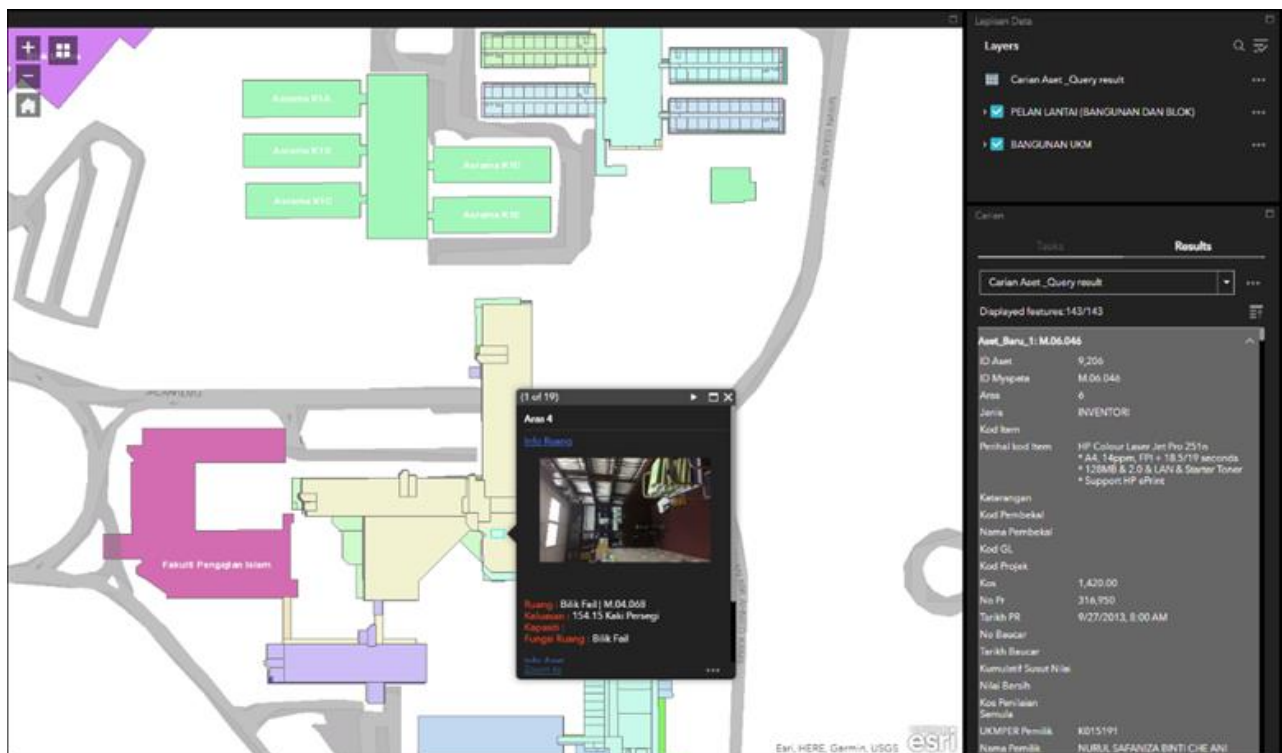 Asrama K1A
Asrama K1B
Asrama K1C
Asrama K1D
Asrama K1E
Fakulti Pengajian Islam
(1 of 19)
Aras 4
Info Ruang
Ruang : Bilik Fail | M.04.068
Keluasan : 154.15 Kaki Persegi
Kapasiti :
Fungsi Ruang : Bilik Fail
Info Aset
Zoom to
Esri, HERE, Garmin, USGS
esri
Lapisan Data
Layers
Carian Aset _Query result
PELAN LANTAI (BANGUNAN DAN BLOK)
BANGUNAN UKM
Carian
Tasks
Results
Carian Aset _Query result
Displayed features:143/143
Aset_Baru_1: M.06.046
ID Aset 9,206
ID Myspata M.06.046
Aras 6
Jenis INVENTORI
Kod Item
Perihal kod Item HP Colour Laser Jet Pro 251n
* A4, 14ppm, FPI + 18.5/19 seconds
* 128MB & 2.0 & LAN & Starter Toner
* Support HP ePrint
Keterangan
Kod Pembekal
Nama Pembekal
Kod GL
Kod Projek
Kos 1,420.00
No Pr 316,950
Tarikh PR 9/27/2013, 8:00 AM
No Baucar
Tarikh Baucar
Kumulatif Susut Nilai
Nilai Bersih
Kos Penilaian
Semula
UKMPER Pemilik K015191
Nama Pemilik NURUL SAFANIZA BINTI CHE ANI